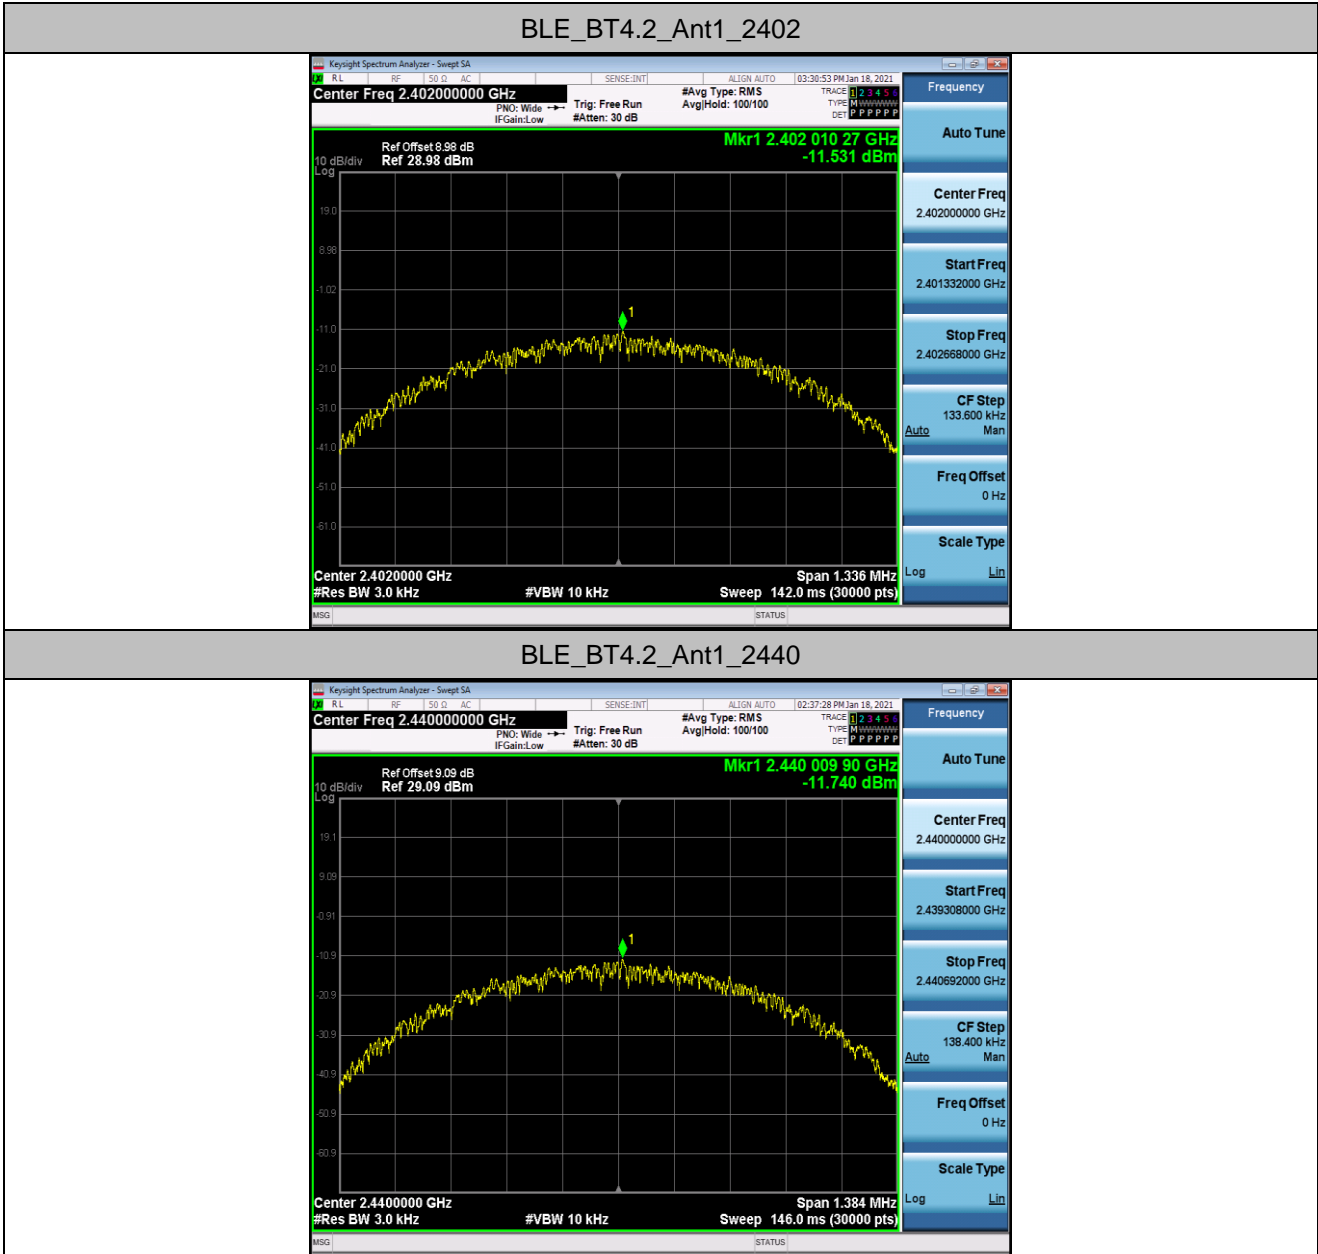 BLE_BT4.2_Ant1_2402
Keysight Spectrum Analyzer - Swept SA
RL RF 50 Ω AC SENSE:INT ALIGN AUTO 03:30:53 PM Jan 18, 2021
Center Freq 2.402000000 GHz
PNO: Wide
IFGain:Low
Trig: Free Run
#Atten: 30 dB
#Avg Type: RMS
Avg|Hold: 100/100
TRACE 1 2 3 4 5 6
TYPE M W W W W W
DET P P P P P P
Ref Offset 8.98 dB
10 dB/div Ref 28.98 dBm
Log
Mkr1 2.402 010 27 GHz
-11.531 dBm
19.0
8.98
-1.02
-11.0
-21.0
-31.0
-41.0
-51.0
-61.0
1
Center 2.4020000 GHz Span 1.336 MHz
#Res BW 3.0 kHz #VBW 10 kHz Sweep 142.0 ms (30000 pts)
MSG STATUS
Frequency
Auto Tune
Center Freq
2.402000000 GHz
Start Freq
2.401332000 GHz
Stop Freq
2.402668000 GHz
CF Step
133.600 kHz
Auto Man
Freq Offset
0 Hz
Scale Type
Log Lin
BLE_BT4.2_Ant1_2440
Keysight Spectrum Analyzer - Swept SA
RL RF 50 Ω AC SENSE:INT ALIGN AUTO 02:37:28 PM Jan 18, 2021
Center Freq 2.440000000 GHz
PNO: Wide
IFGain:Low
Trig: Free Run
#Atten: 30 dB
#Avg Type: RMS
Avg|Hold: 100/100
TRACE 1 2 3 4 5 6
TYPE M W W W W W
DET P P P P P P
Ref Offset 9.09 dB
10 dB/div Ref 29.09 dBm
Log
Mkr1 2.440 009 90 GHz
-11.740 dBm
19.1
9.09
-0.91
-10.9
-20.9
-30.9
-40.9
-50.9
-60.9
1
Center 2.4400000 GHz Span 1.384 MHz
#Res BW 3.0 kHz #VBW 10 kHz Sweep 146.0 ms (30000 pts)
MSG STATUS
Frequency
Auto Tune
Center Freq
2.440000000 GHz
Start Freq
2.439308000 GHz
Stop Freq
2.440692000 GHz
CF Step
138.400 kHz
Auto Man
Freq Offset
0 Hz
Scale Type
Log Lin